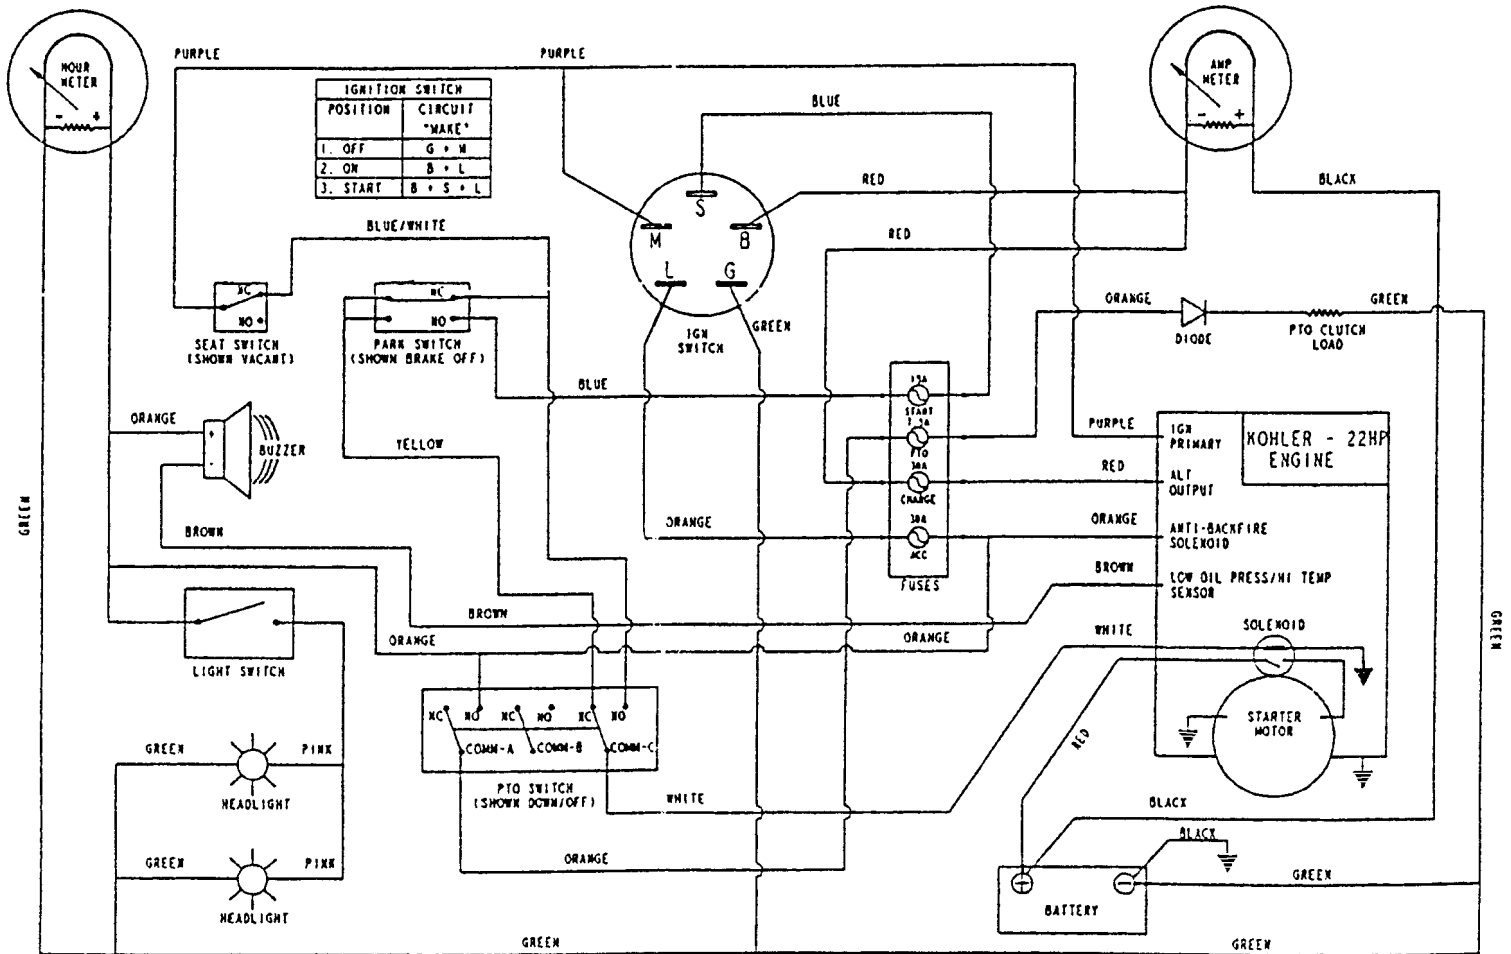 HOUR
METER
- +
PURPLE
PURPLE
AMP
METER
- +
IGNITION SWITCH
POSITION CIRCUIT
"MAKE"
1. OFF G + M
2. ON B + L
3. START B + S + L
BLUE
RED
BLACK
S
M B
L G
BLUE/WHITE
RED
NC
NO
SEAT SWITCH
(SHOWN VACANT)
NC
NO
PARK SWITCH
(SHOWN BRAKE OFF)
IGN
SWITCH
GREEN
ORANGE
DIODE
GREEN
PTO CLUTCH
LOAD
BLUE
15A
START
7.5A
PTO
30A
CHARGE
30A
ACC
FUSES
ORANGE
+
-
BUZZER
YELLOW
PURPLE
IGN
PRIMARY
KOHLER - 22HP
ENGINE
RED
ALT
OUTPUT
GREEN
BROWN
ORANGE
ORANGE
ANTI-BACKFIRE
SOLENOID
BROWN
LOW OIL PRESS/HI TEMP
SENSOR
BROWN
ORANGE
ORANGE
WHITE
SOLENOID
GREEN
LIGHT SWITCH
NC NO NC NO NC NO
COMM-A COMM-B COMM-C
PTO SWITCH
(SHOWN DOWN/OFF)
STARTER
MOTOR
RED
GREEN PINK
HEADLIGHT
WHITE
BLACK
BLACK
GREEN PINK
HEADLIGHT
ORANGE
+ -
BATTERY
GREEN
GREEN
GREEN